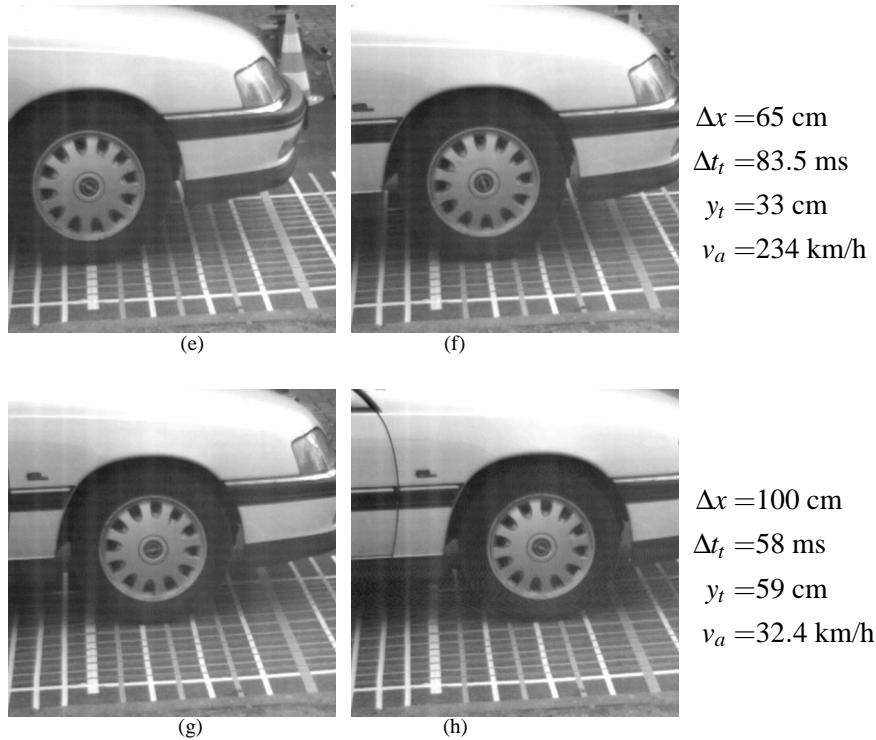 Δx =65 cm
Δt_t =83.5 ms
y_t =33 cm
v_a =234 km/h
(e)
(f)
Δx =100 cm
Δt_t =58 ms
y_t =59 cm
v_a =32.4 km/h
(g)
(h)